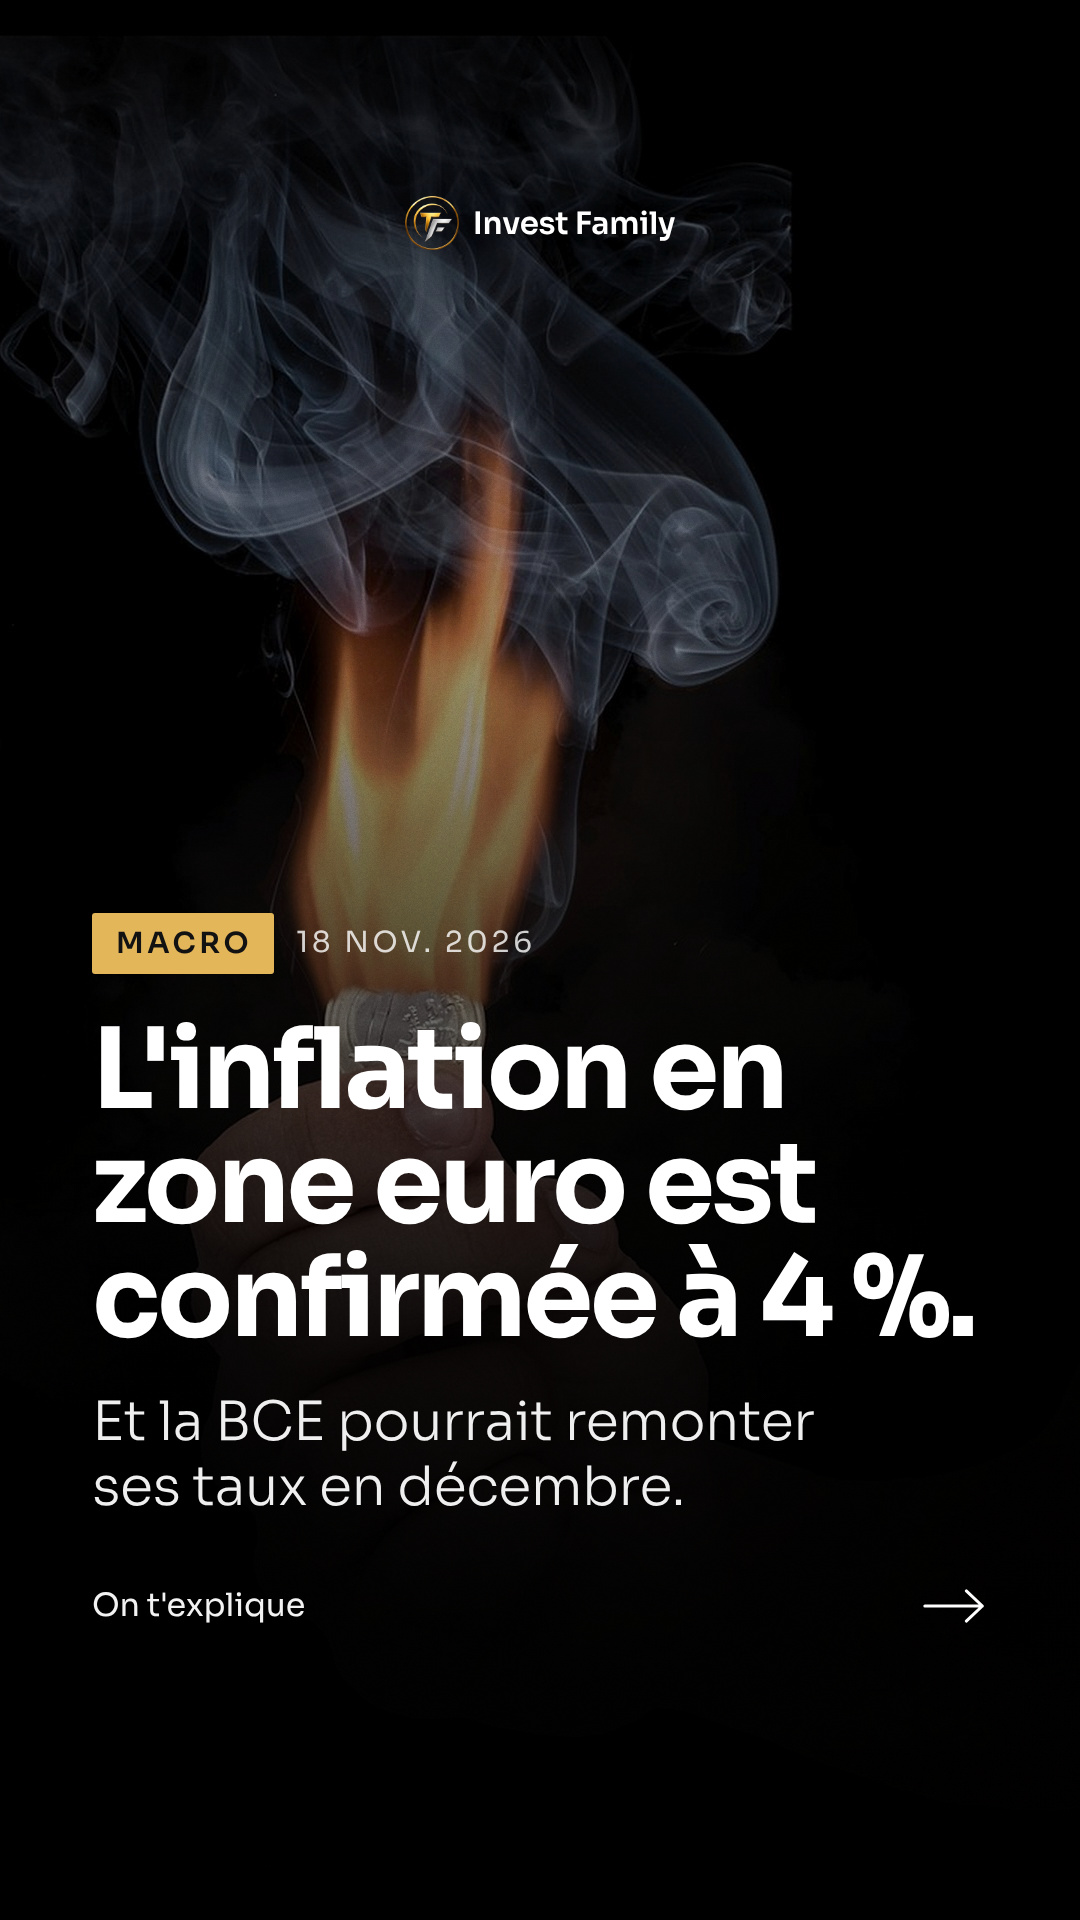 Invest Family
MACRO
18 NOV. 2026
L'inflation en
zone euro est
confirmée à 4 %.
Et la BCE pourrait remonter
ses taux en décembre.
On t'explique